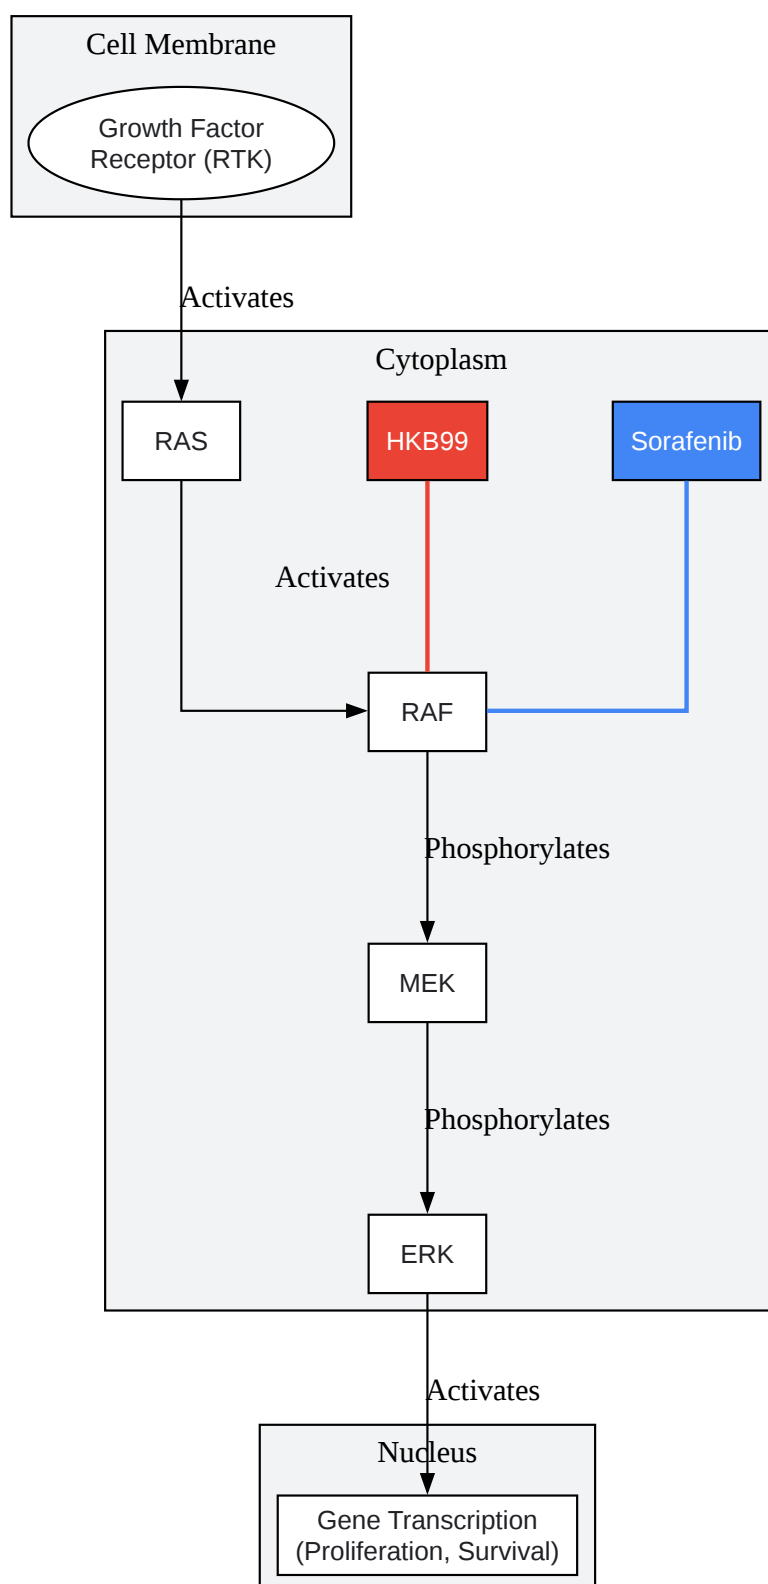 Cell Membrane
Growth Factor
Receptor (RTK)
Activates
Cytoplasm
RAS
HKB99
Sorafenib
Activates
RAF
Phosphorylates
MEK
Phosphorylates
ERK
Activates
Nucleus
Gene Transcription
(Proliferation, Survival)